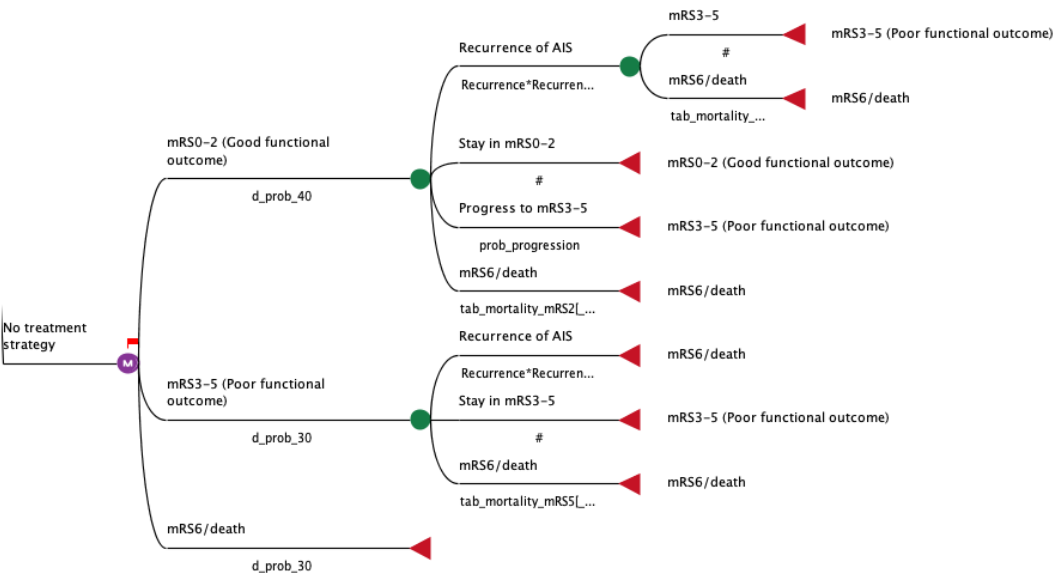 mRS3-5
mRS3-5 (Poor functional outcome)
#
Recurrence of AIS
Recurrence*Recurren...
mRS6/death
mRS6/death
tab_mortality_...
mRS0-2 (Good functional
outcome)
d_prob_40
Stay in mRS0-2
mRS0-2 (Good functional outcome)
#
Progress to mRS3-5
mRS3-5 (Poor functional outcome)
prob_progression
mRS6/death
mRS6/death
tab_mortality_mRS2[_...
No treatment
strategy
M
Recurrence of AIS
mRS6/death
Recurrence*Recurren...
mRS3-5 (Poor functional
outcome)
d_prob_30
Stay in mRS3-5
mRS3-5 (Poor functional outcome)
#
mRS6/death
mRS6/death
tab_mortality_mRS5[_...
mRS6/death
d_prob_30